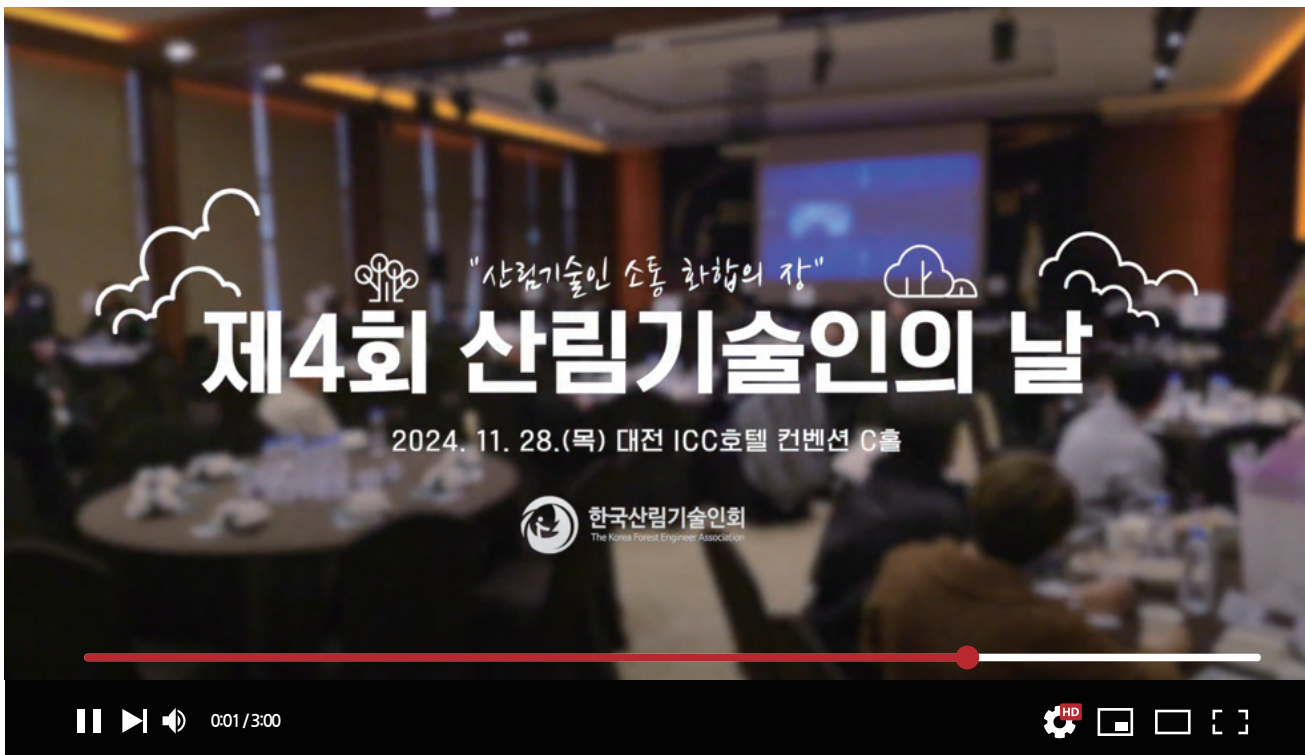 "산림기술인 소통 화합의 장"
제4회 산림기술인의 날
2024. 11. 28.(목) 대전 ICC호텔 컨벤션 C홀
한국산림기술인회
The Korea Forest Engineer Association
0:01 / 3:00
HD